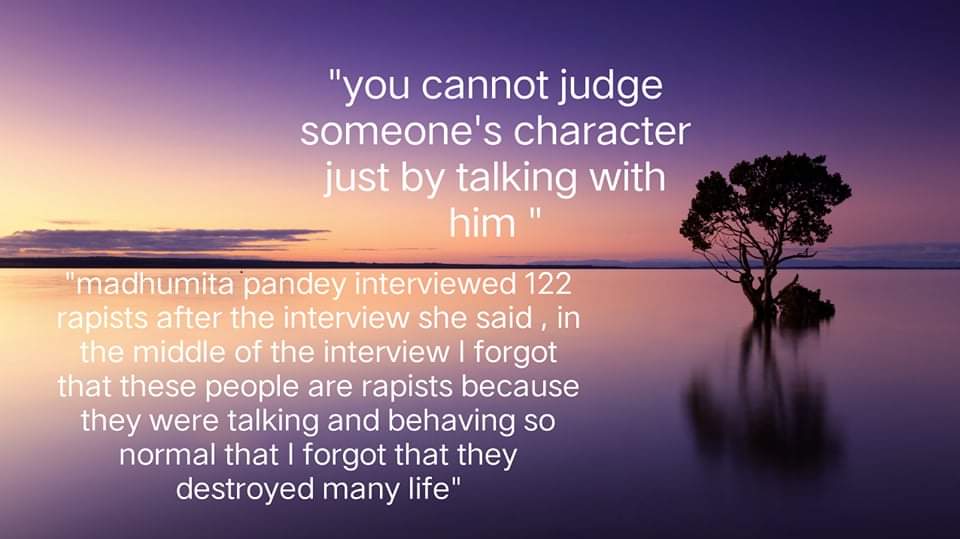 "you cannot judge
someone's character
just by talking with
him "
"madhumita pandey interviewed 122
rapists after the interview she said , in
the middle of the interview I forgot
that these people are rapists because
they were talking and behaving so
normal that I forgot that they
destroyed many life"